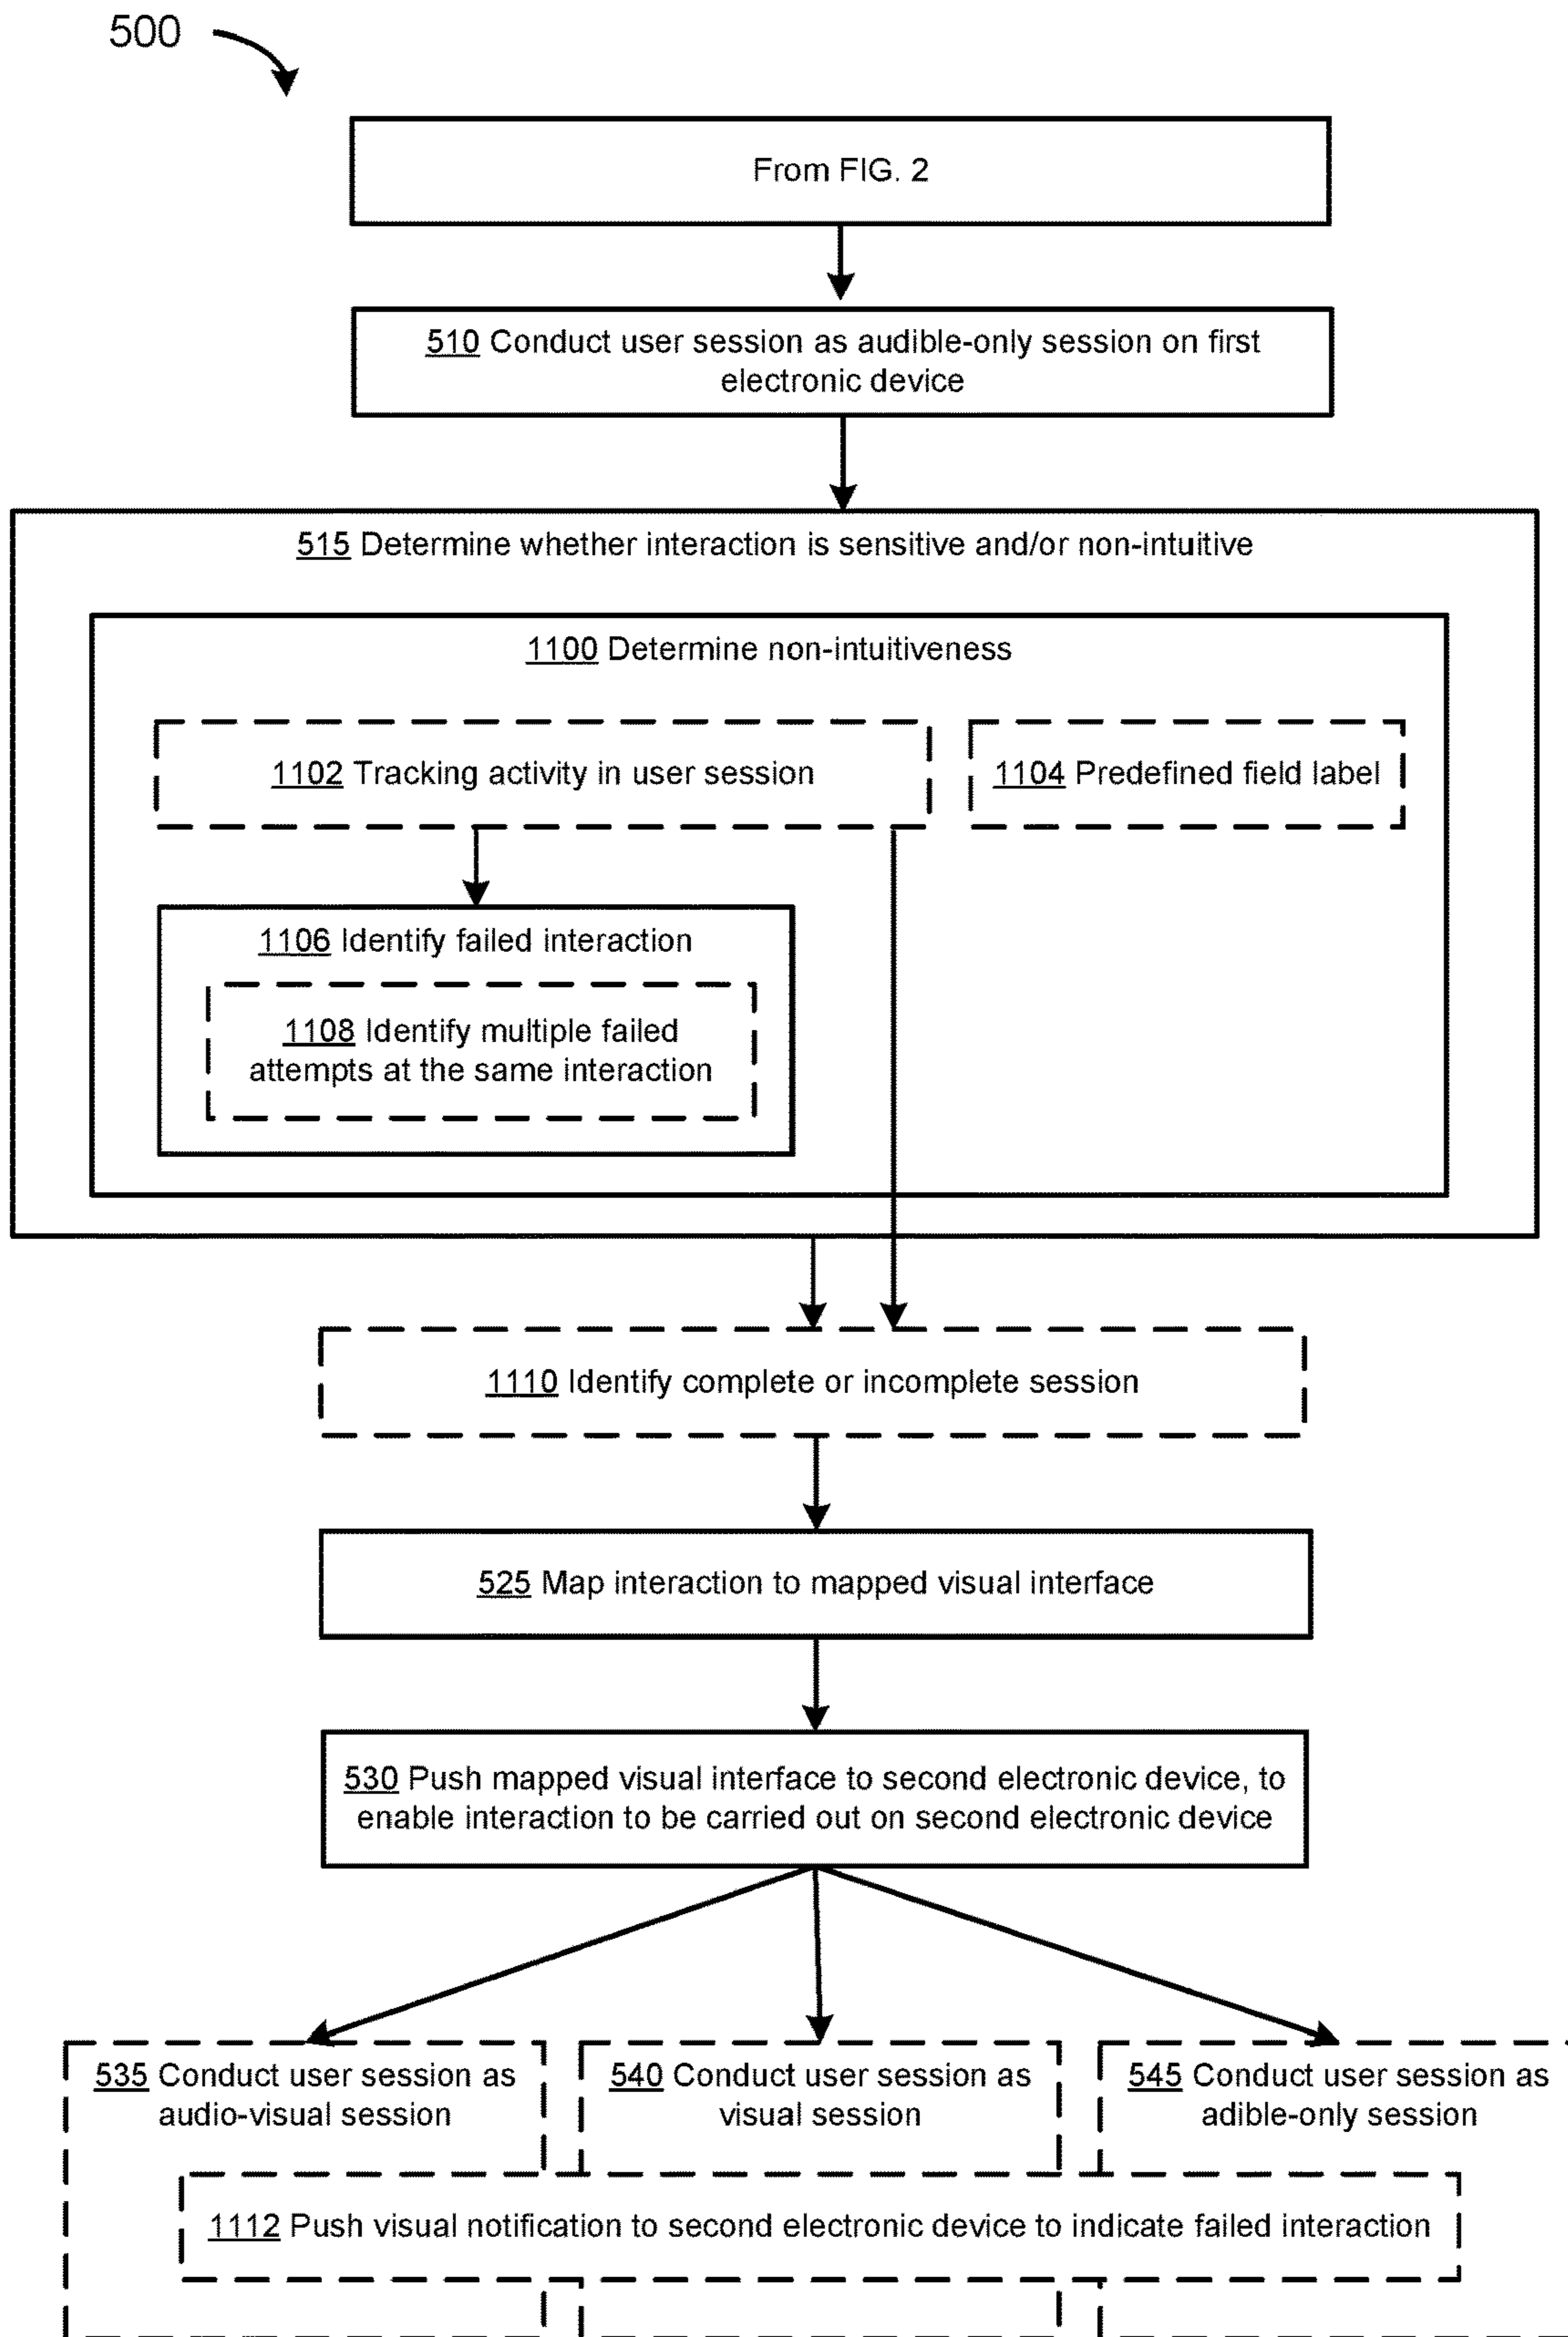 500
From FIG. 2
510 Conduct user session as audible-only session on first
electronic device
515 Determine whether interaction is sensitive and/or non-intuitive
1100 Determine non-intuitiveness
1102 Tracking activity in user session
1104 Predefined field label
1106 Identify failed interaction
1108 Identify multiple failed
attempts at the same interaction
1110 Identify complete or incomplete session
525 Map interaction to mapped visual interface
530 Push mapped visual interface to second electronic device, to
enable interaction to be carried out on second electronic device
535 Conduct user session as
audio-visual session
540 Conduct user session as
visual session
545 Conduct user session as
adible-only session
1112 Push visual notification to second electronic device to indicate failed interaction